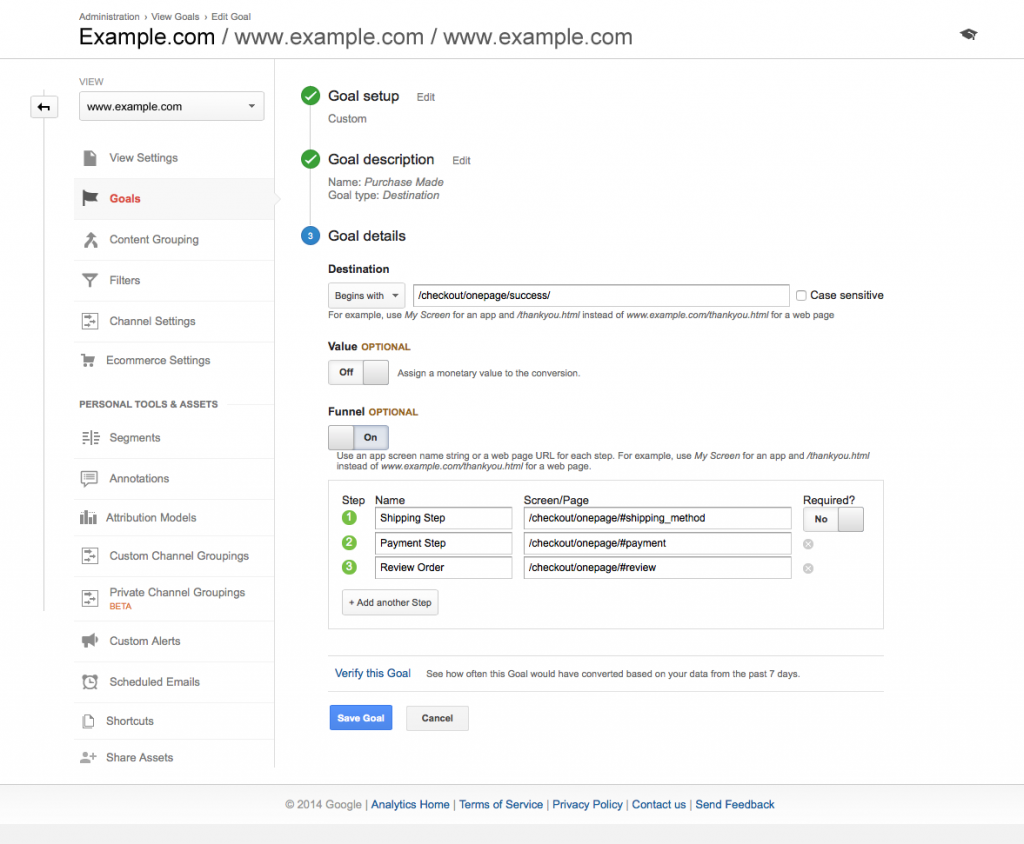 Administration › View Goals › Edit Goal
Example.com / www.example.com / www.example.com
VIEW
www.example.com
View Settings
Goals
Content Grouping
Filters
Channel Settings
Ecommerce Settings
PERSONAL TOOLS & ASSETS
Segments
Annotations
Attribution Models
Custom Channel Groupings
Private Channel Groupings
BETA
Custom Alerts
Scheduled Emails
Shortcuts
Share Assets
Goal setup Edit
Custom
Goal description Edit
Name: Purchase Made
Goal type: Destination
3 Goal details
Destination
Begins with /checkout/onepage/success/ Case sensitive
For example, use My Screen for an app and /thankyou.html instead of www.example.com/thankyou.html for a web page
Value OPTIONAL
Off Assign a monetary value to the conversion.
Funnel OPTIONAL
On
Use an app screen name string or a web page URL for each step. For example, use My Screen for an app and /thankyou.html
instead of www.example.com/thankyou.html for a web page.
Step Name Screen/Page Required?
1 Shipping Step /checkout/onepage/#shipping_method No
2 Payment Step /checkout/onepage/#payment
3 Review Order /checkout/onepage/#review
+ Add another Step
Verify this Goal See how often this Goal would have converted based on your data from the past 7 days.
Save Goal Cancel
© 2014 Google | Analytics Home | Terms of Service | Privacy Policy | Contact us | Send Feedback